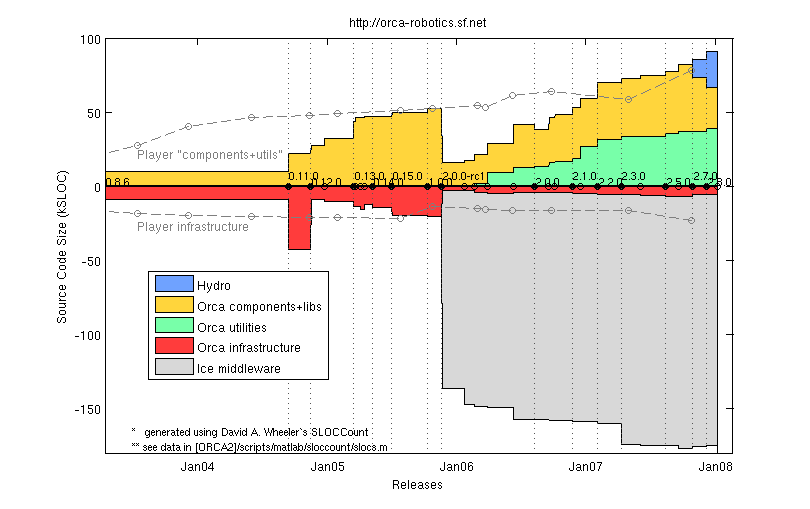 http://orca-robotics.sf.net
100
50
0
-50
-100
-150
Source Code Size (kSLOC)
Player "components+utils"
0.8.6
0.11.0
0.12.0
0.13.0
0.15.0
1.0.0
2.0.0-rc1
2.0.0
2.1.0
2.3.0
2.5.0
2.7.0
2.8.0
Player infrastructure
Hydro
Orca components+libs
Orca utilities
Orca infrastructure
Ice middleware
* generated using David A. Wheeler`s SLOCCount
** see data in [ORCA2]/scripts/matlab/sloccount/slocs.m
Jan04
Jan05
Jan06
Jan07
Jan08
Releases